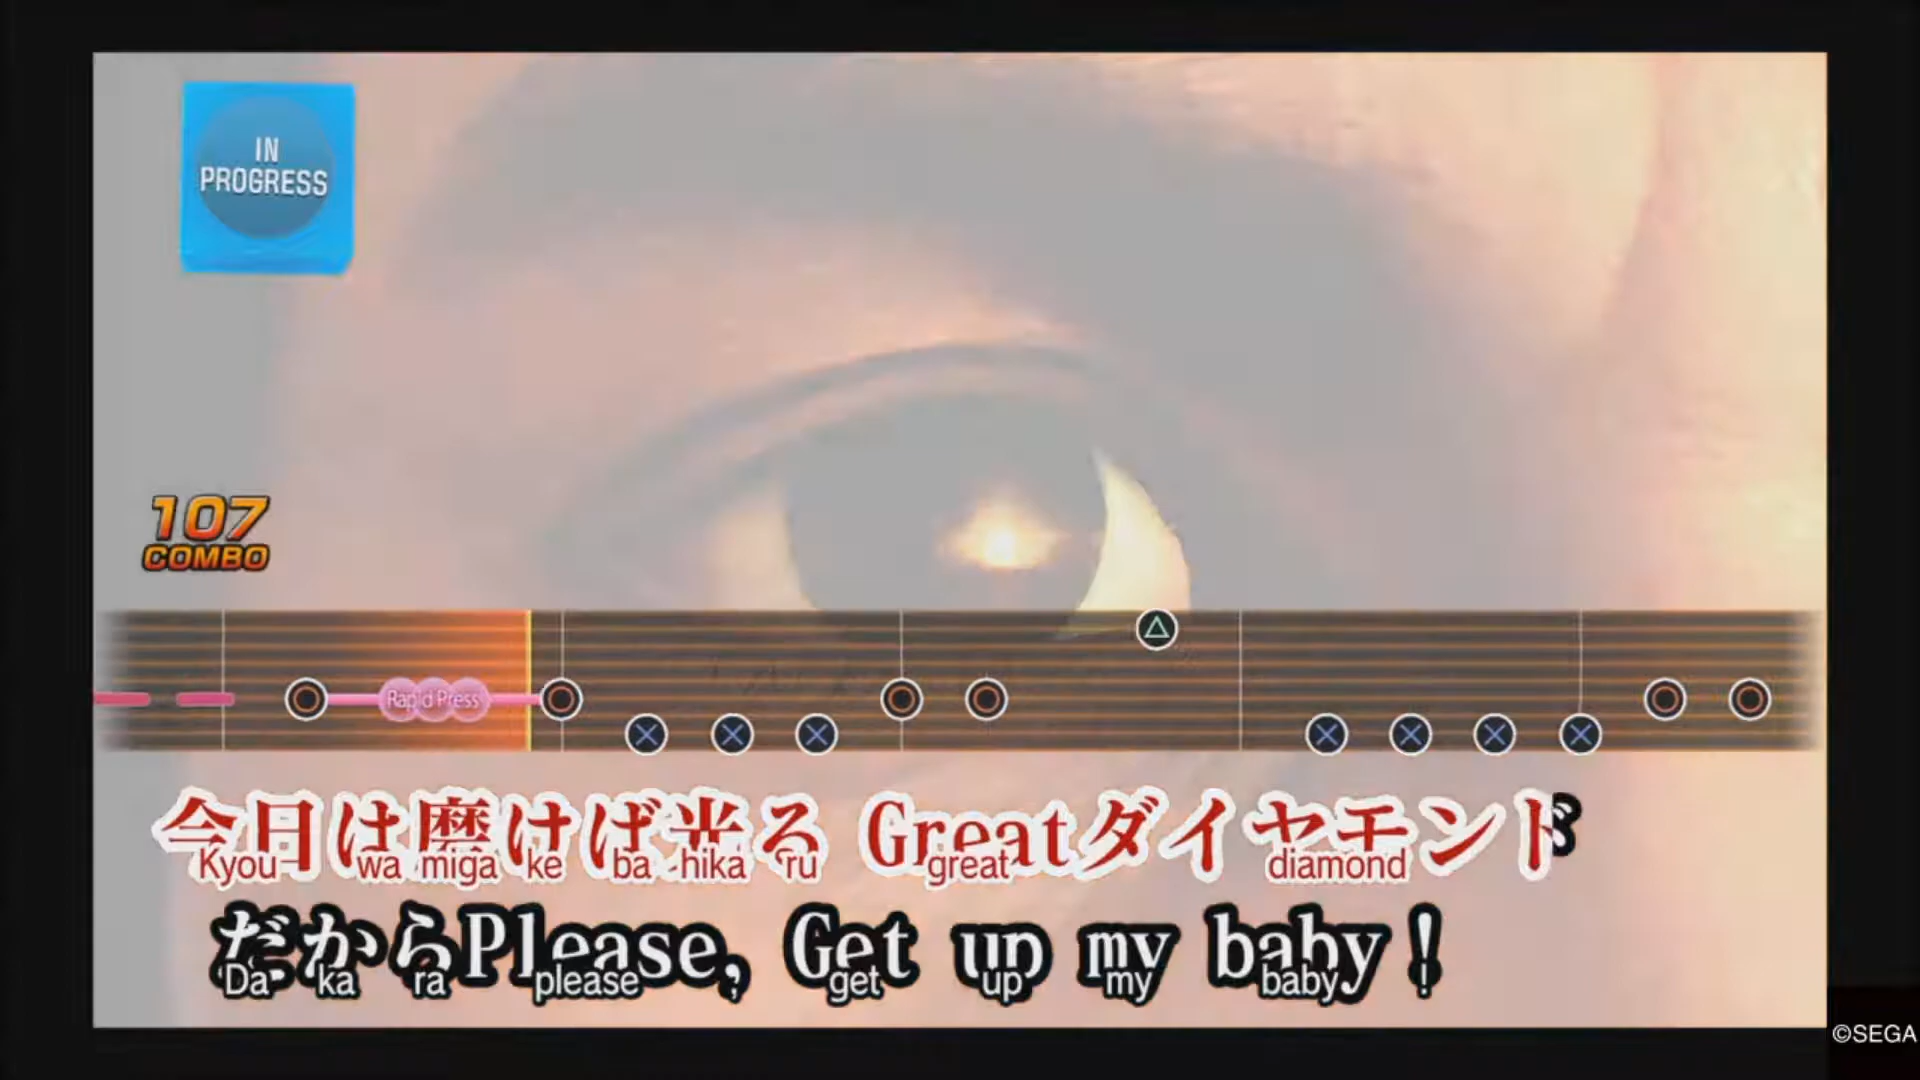 IN
PROGRESS
107
COMBO
Rapid Press
今日は磨けば光る Greatダイヤモンド
Kyou wa miga ke ba hika ru great diamond
だからPlease, Get up my baby！
Da ka ra please , get up my baby !
©SEGA